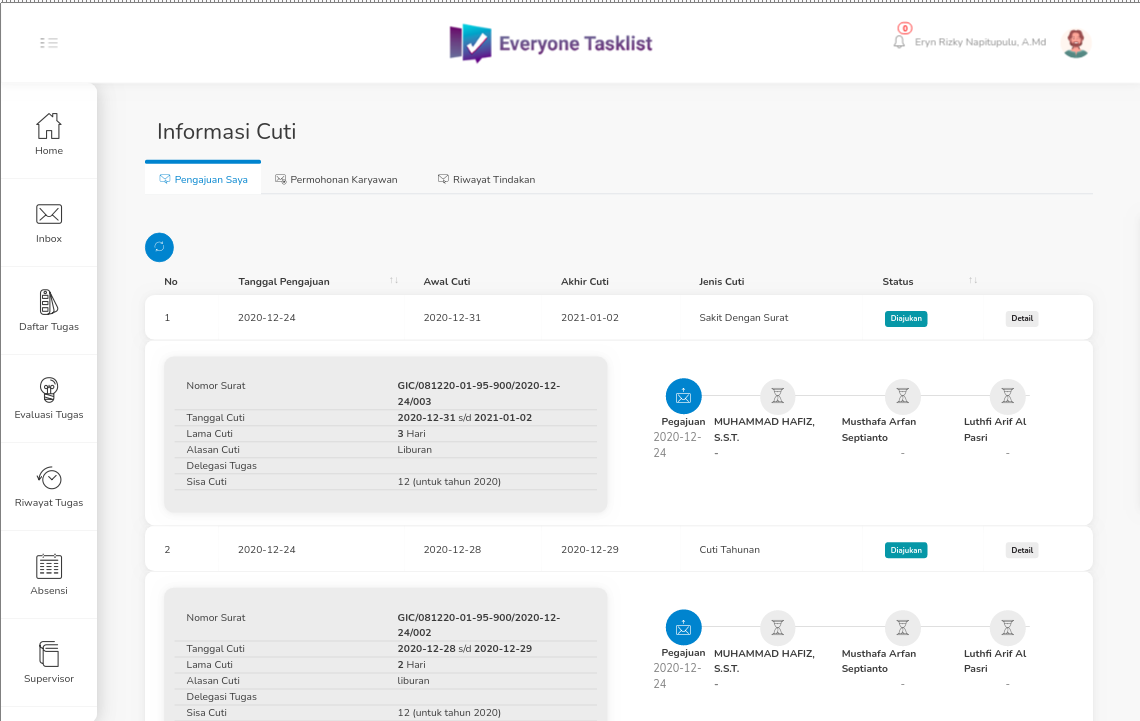 Everyone Tasklist
0
Eryn Rizky Napitupulu, A.Md
Home
Inbox
Daftar Tugas
Evaluasi Tugas
Riwayat Tugas
Absensi
Supervisor
Informasi Cuti
Pengajuan Saya Permohonan Karyawan Riwayat Tindakan
No Tanggal Pengajuan Awal Cuti Akhir Cuti Jenis Cuti Status
1 2020-12-24 2020-12-31 2021-01-02 Sakit Dengan Surat Diajukan Detail
Nomor Surat GIC/081220-01-95-900/2020-12-
24/003
Tanggal Cuti 2020-12-31 s/d 2021-01-02
Lama Cuti 3 Hari
Alasan Cuti Liburan
Delegasi Tugas
Sisa Cuti 12 (untuk tahun 2020)
Pegajuan
2020-12-
24
MUHAMMAD HAFIZ,
S.S.T.
-
Musthafa Arfan
Septianto
-
Luthfi Arif Al
Pasri
-
2 2020-12-24 2020-12-28 2020-12-29 Cuti Tahunan Diajukan Detail
Nomor Surat GIC/081220-01-95-900/2020-12-
24/002
Tanggal Cuti 2020-12-28 s/d 2020-12-29
Lama Cuti 2 Hari
Alasan Cuti liburan
Delegasi Tugas
Sisa Cuti 12 (untuk tahun 2020)
Pegajuan
2020-12-
24
MUHAMMAD HAFIZ,
S.S.T.
-
Musthafa Arfan
Septianto
-
Luthfi Arif Al
Pasri
-